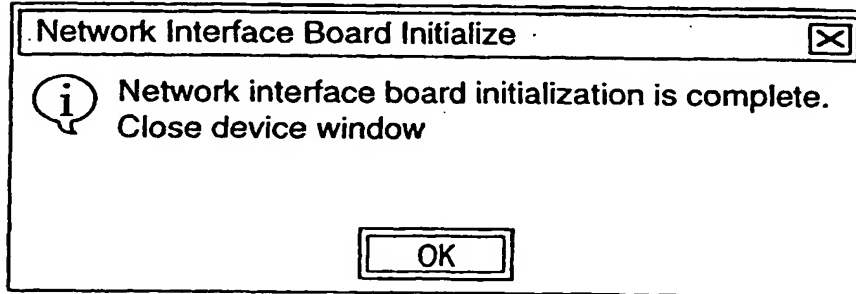 Network Interface Board Initialize
i
Network interface board initialization is complete.
Close device window
OK